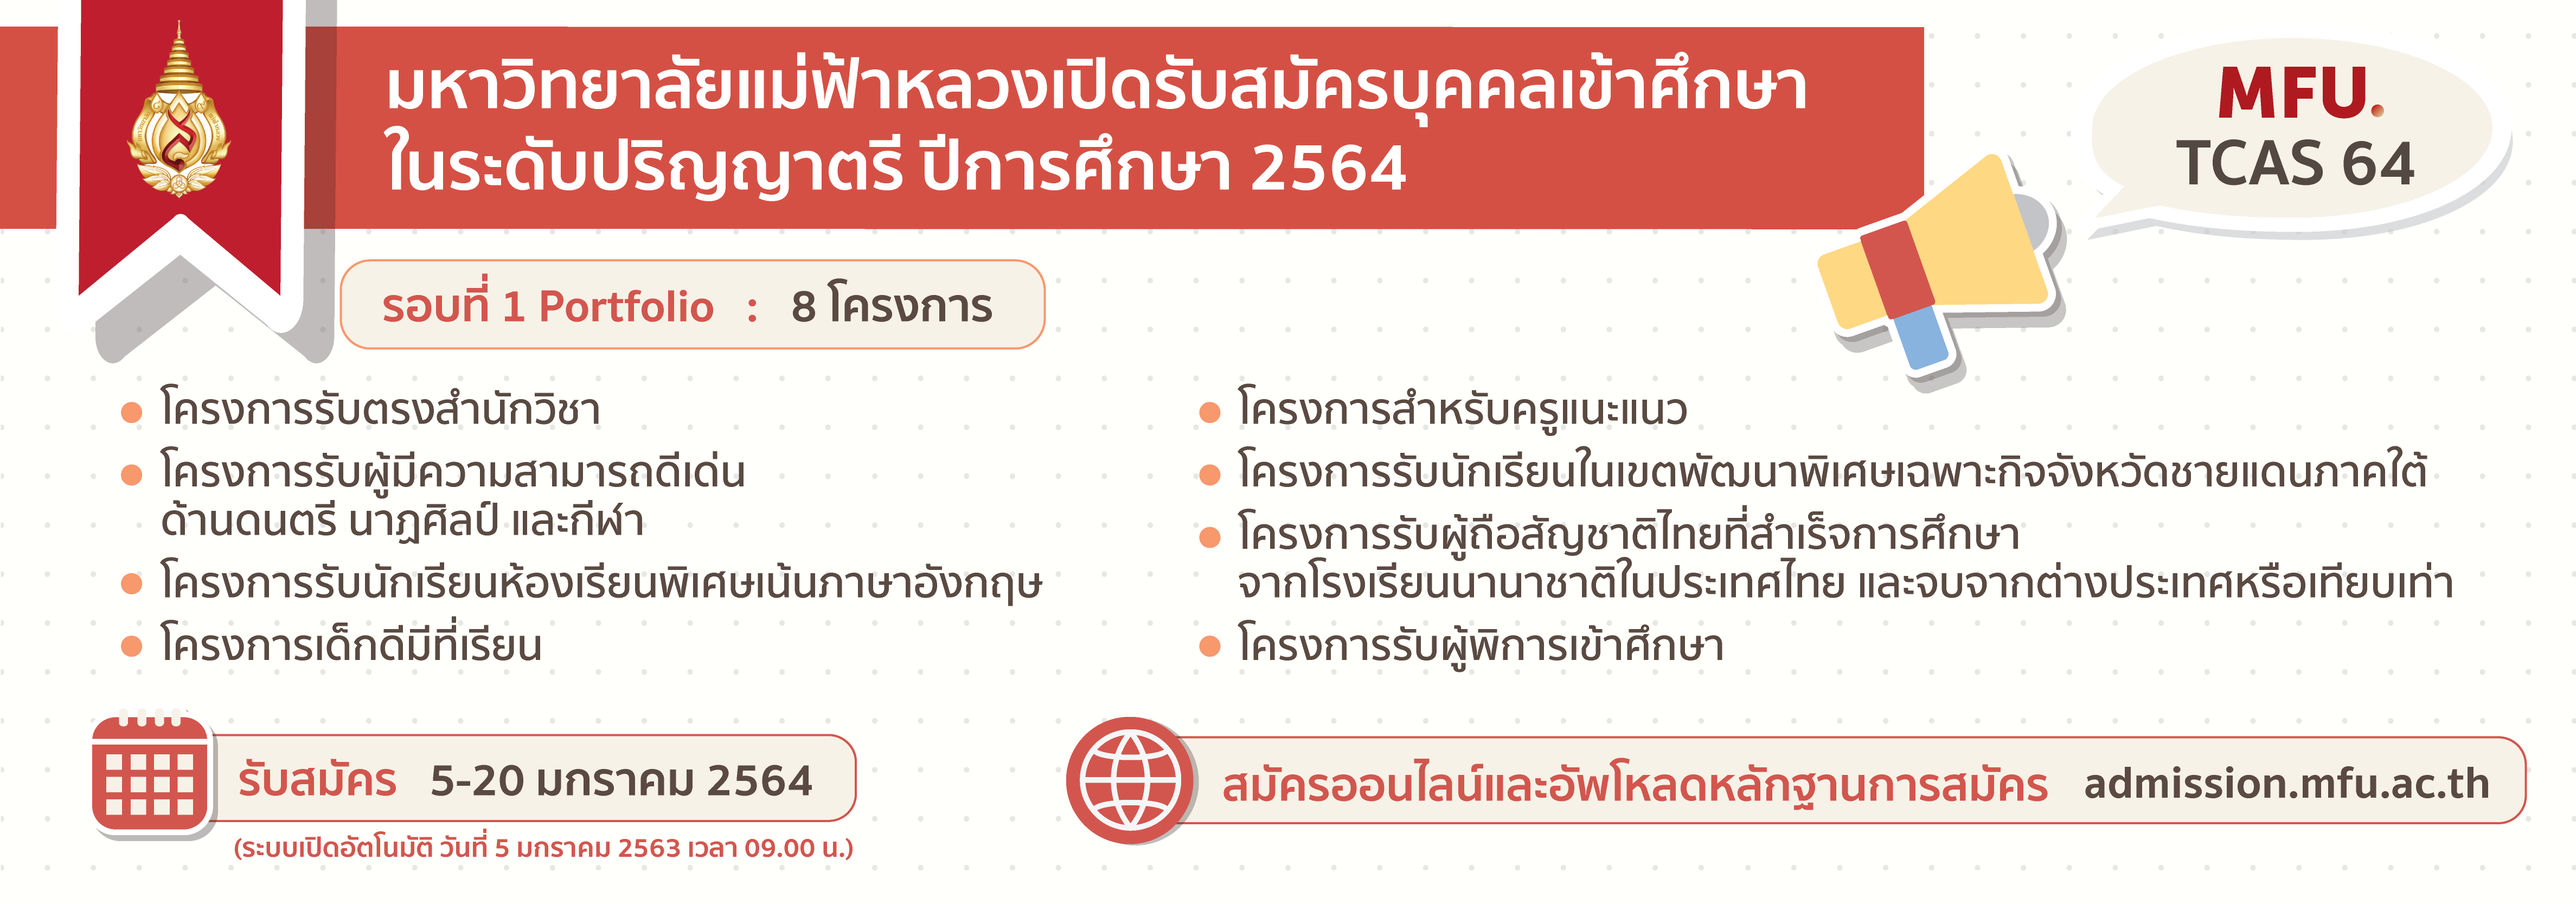 มหาวิทยาลัยแม่ฟ้าหลวงเปิดรับสมัครบุคคลเข้าศึกษา
ในระดับปริญญาตรี ปีการศึกษา 2564
MFU.
TCAS 64
รอบที่ 1 Portfolio : 8 โครงการ
โครงการรับตรงสำนักวิชา
โครงการรับผู้มีความสามารถดีเด่น
ด้านดนตรี นาฏศิลป์ และกีฬา
โครงการรับนักเรียนห้องเรียนพิเศษเน้นภาษาอังกฤษ
โครงการเด็กดีมีที่เรียน
โครงการสำหรับครูแนะแนว
โครงการรับนักเรียนในเขตพัฒนาพิเศษเฉพาะกิจจังหวัดชายแดนภาคใต้
โครงการรับผู้ถือสัญชาติไทยที่สำเร็จการศึกษา
จากโรงเรียนนานาชาติในประเทศไทย และจบจากต่างประเทศหรือเทียบเท่า
โครงการรับผู้พิการเข้าศึกษา
รับสมัคร 5-20 มกราคม 2564
(ระบบเปิดอัตโนมัติ วันที่ 5 มกราคม 2563 เวลา 09.00 น.)
สมัครออนไลน์และอัพโหลดหลักฐานการสมัคร admission.mfu.ac.th